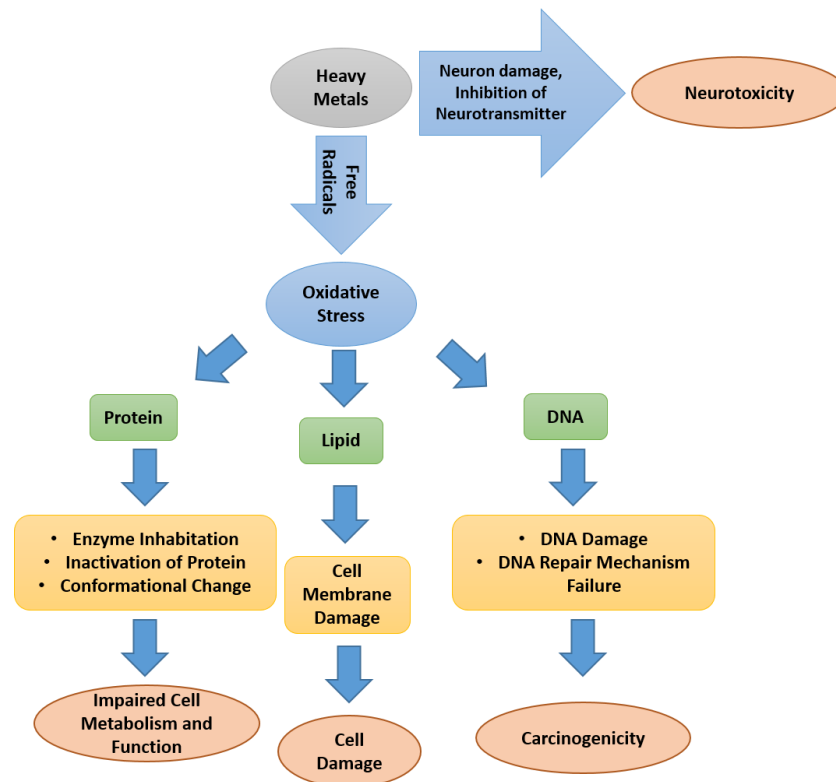 Heavy
Metals
Neuron damage,
Inhibition of
Neurotransmitter
Neurotoxicity
Free
Radicals
Oxidative
Stress
Protein
Lipid
DNA
• Enzyme Inhabitation
• Inactivation of Protein
• Conformational Change
Cell
Membrane
Damage
• DNA Damage
• DNA Repair Mechanism
Failure
Impaired Cell
Metabolism and
Function
Cell
Damage
Carcinogenicity